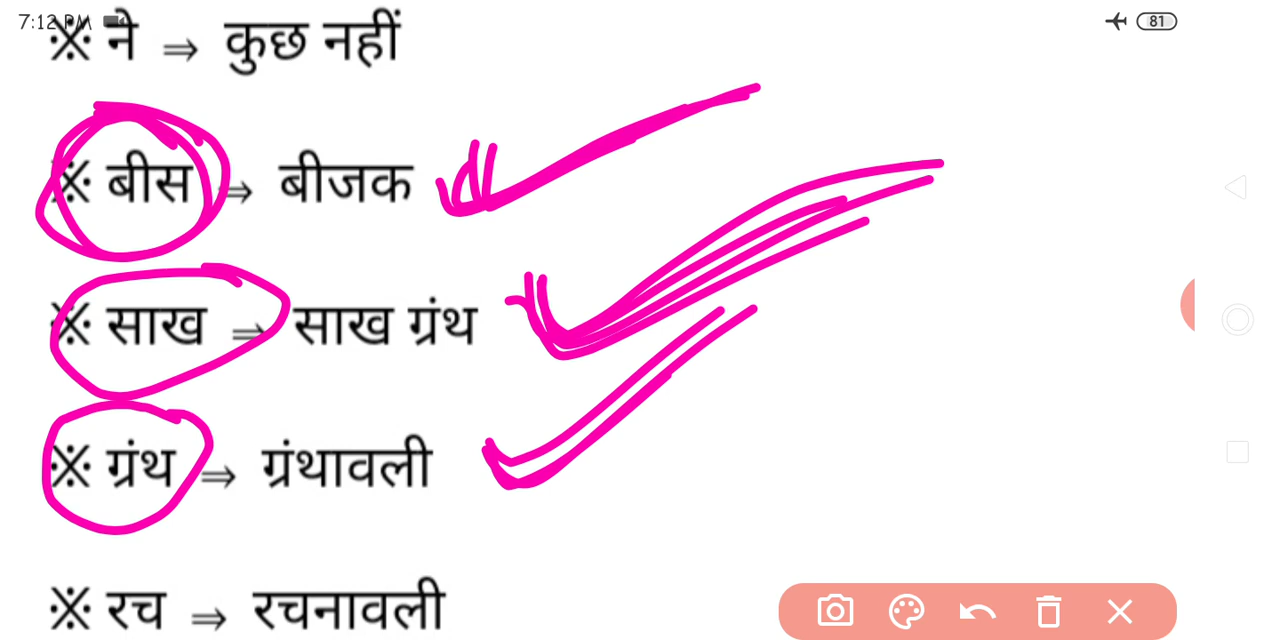 7:12 PM 81
※ ने ⇒ कुछ नहीं
※ बीस ⇒ बीजक
※ साख ⇒ साख ग्रंथ
※ ग्रंथ ⇒ ग्रंथावली
※ रच ⇒ रचनावली